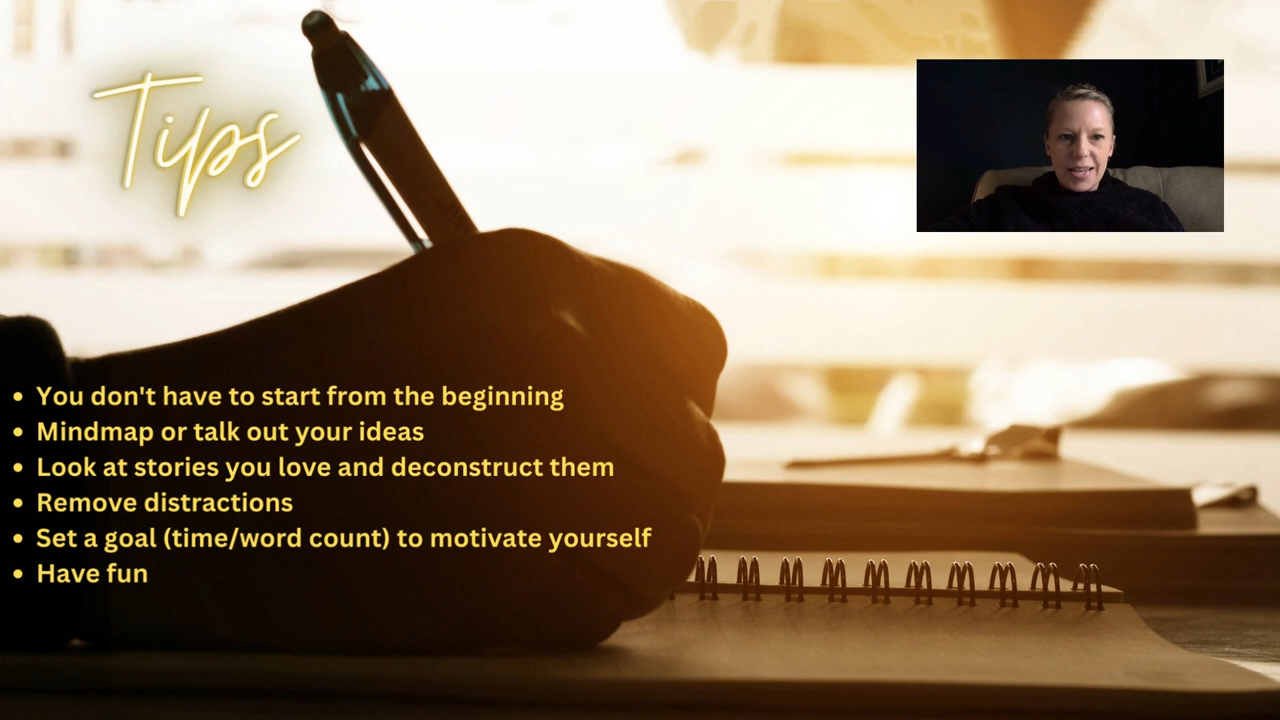 Tips
• You don't have to start from the beginning
• Mindmap or talk out your ideas
• Look at stories you love and deconstruct them
• Remove distractions
• Set a goal (time/word count) to motivate yourself
• Have fun